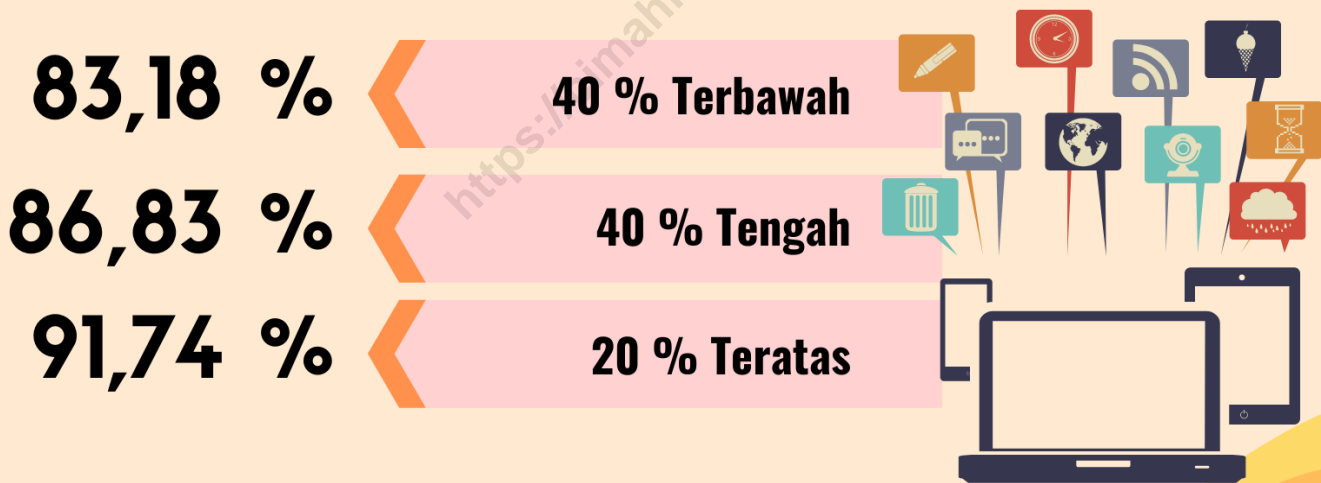 83,18 % 40 % Terbawah
86,83 % 40 % Tengah
91,74 % 20 % Teratas